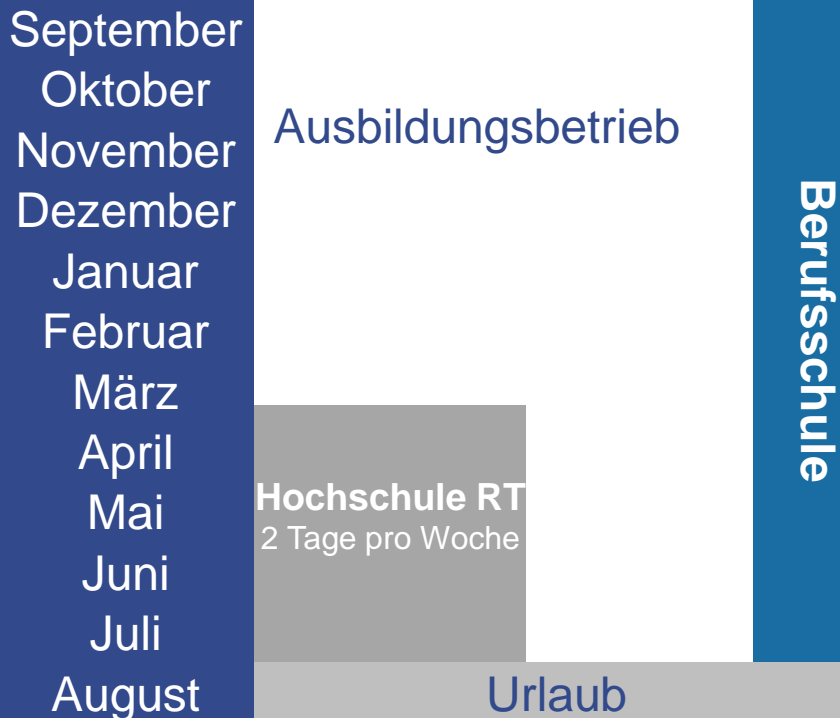 September
Oktober
November
Dezember
Januar
Februar
März
April
Mai
Juni
Juli
August
Ausbildungsbetrieb
Hochschule RT
2 Tage pro Woche
Berufsschule
Urlaub